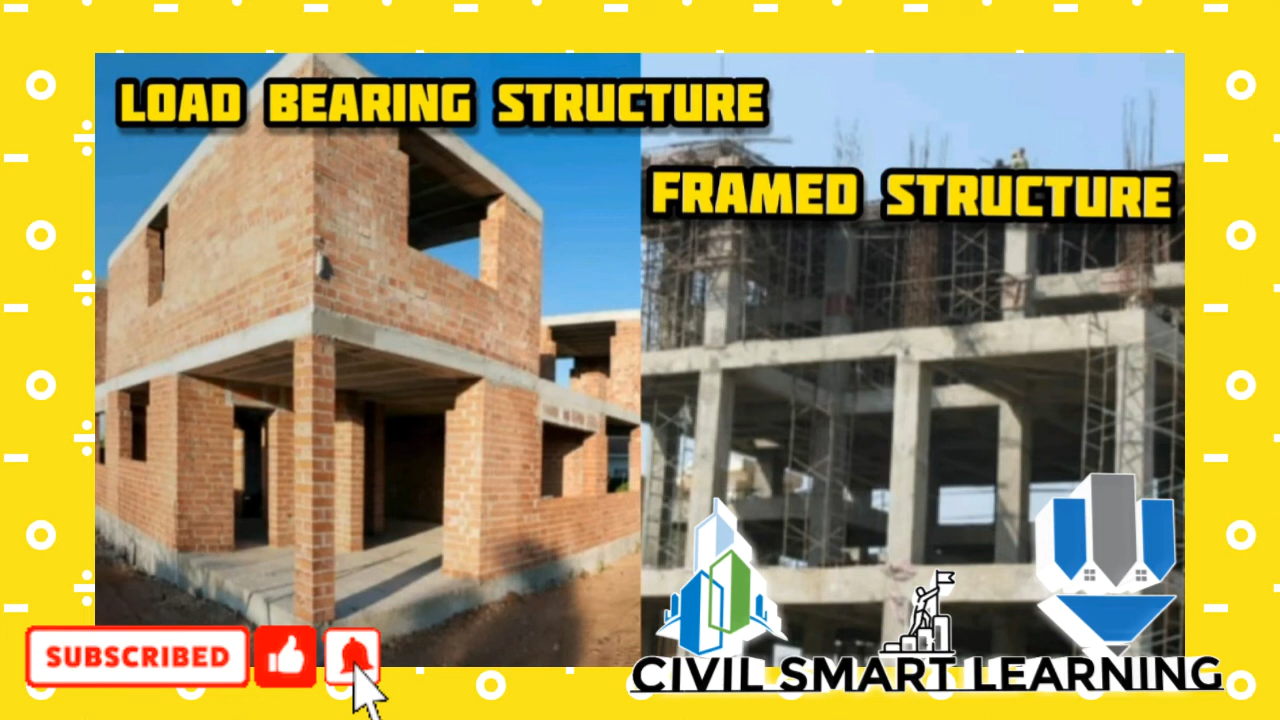 LOAD BEARING STRUCTURE
FRAMED STRUCTURE
SUBSCRIBED
CIVIL SMART LEARNING